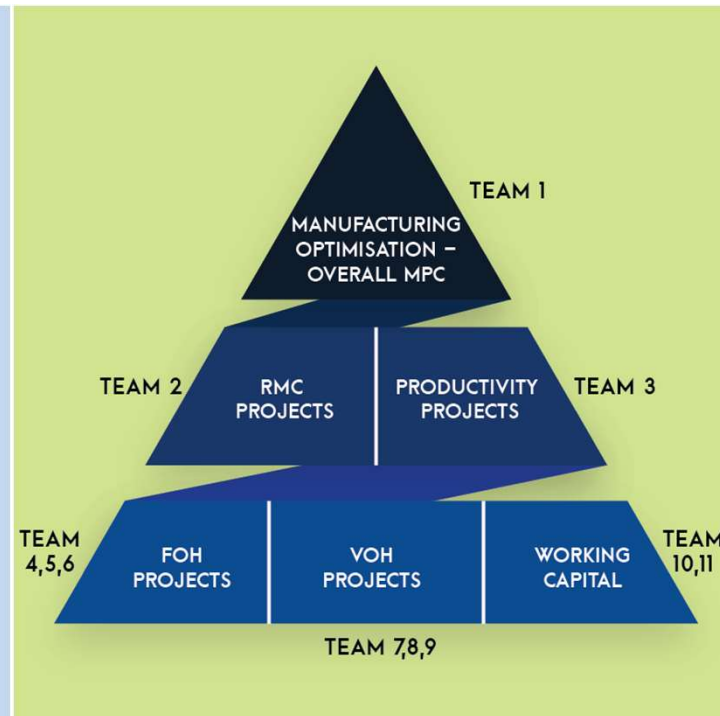 TEAM 1
MANUFACTURING
OPTIMISATION –
OVERALL MPC
TEAM 2
RMC
PROJECTS
PRODUCTIVITY
PROJECTS
TEAM 3
TEAM
4,5,6
FOH
PROJECTS
VOH
PROJECTS
WORKING
CAPITAL
TEAM
10,11
TEAM 7,8,9